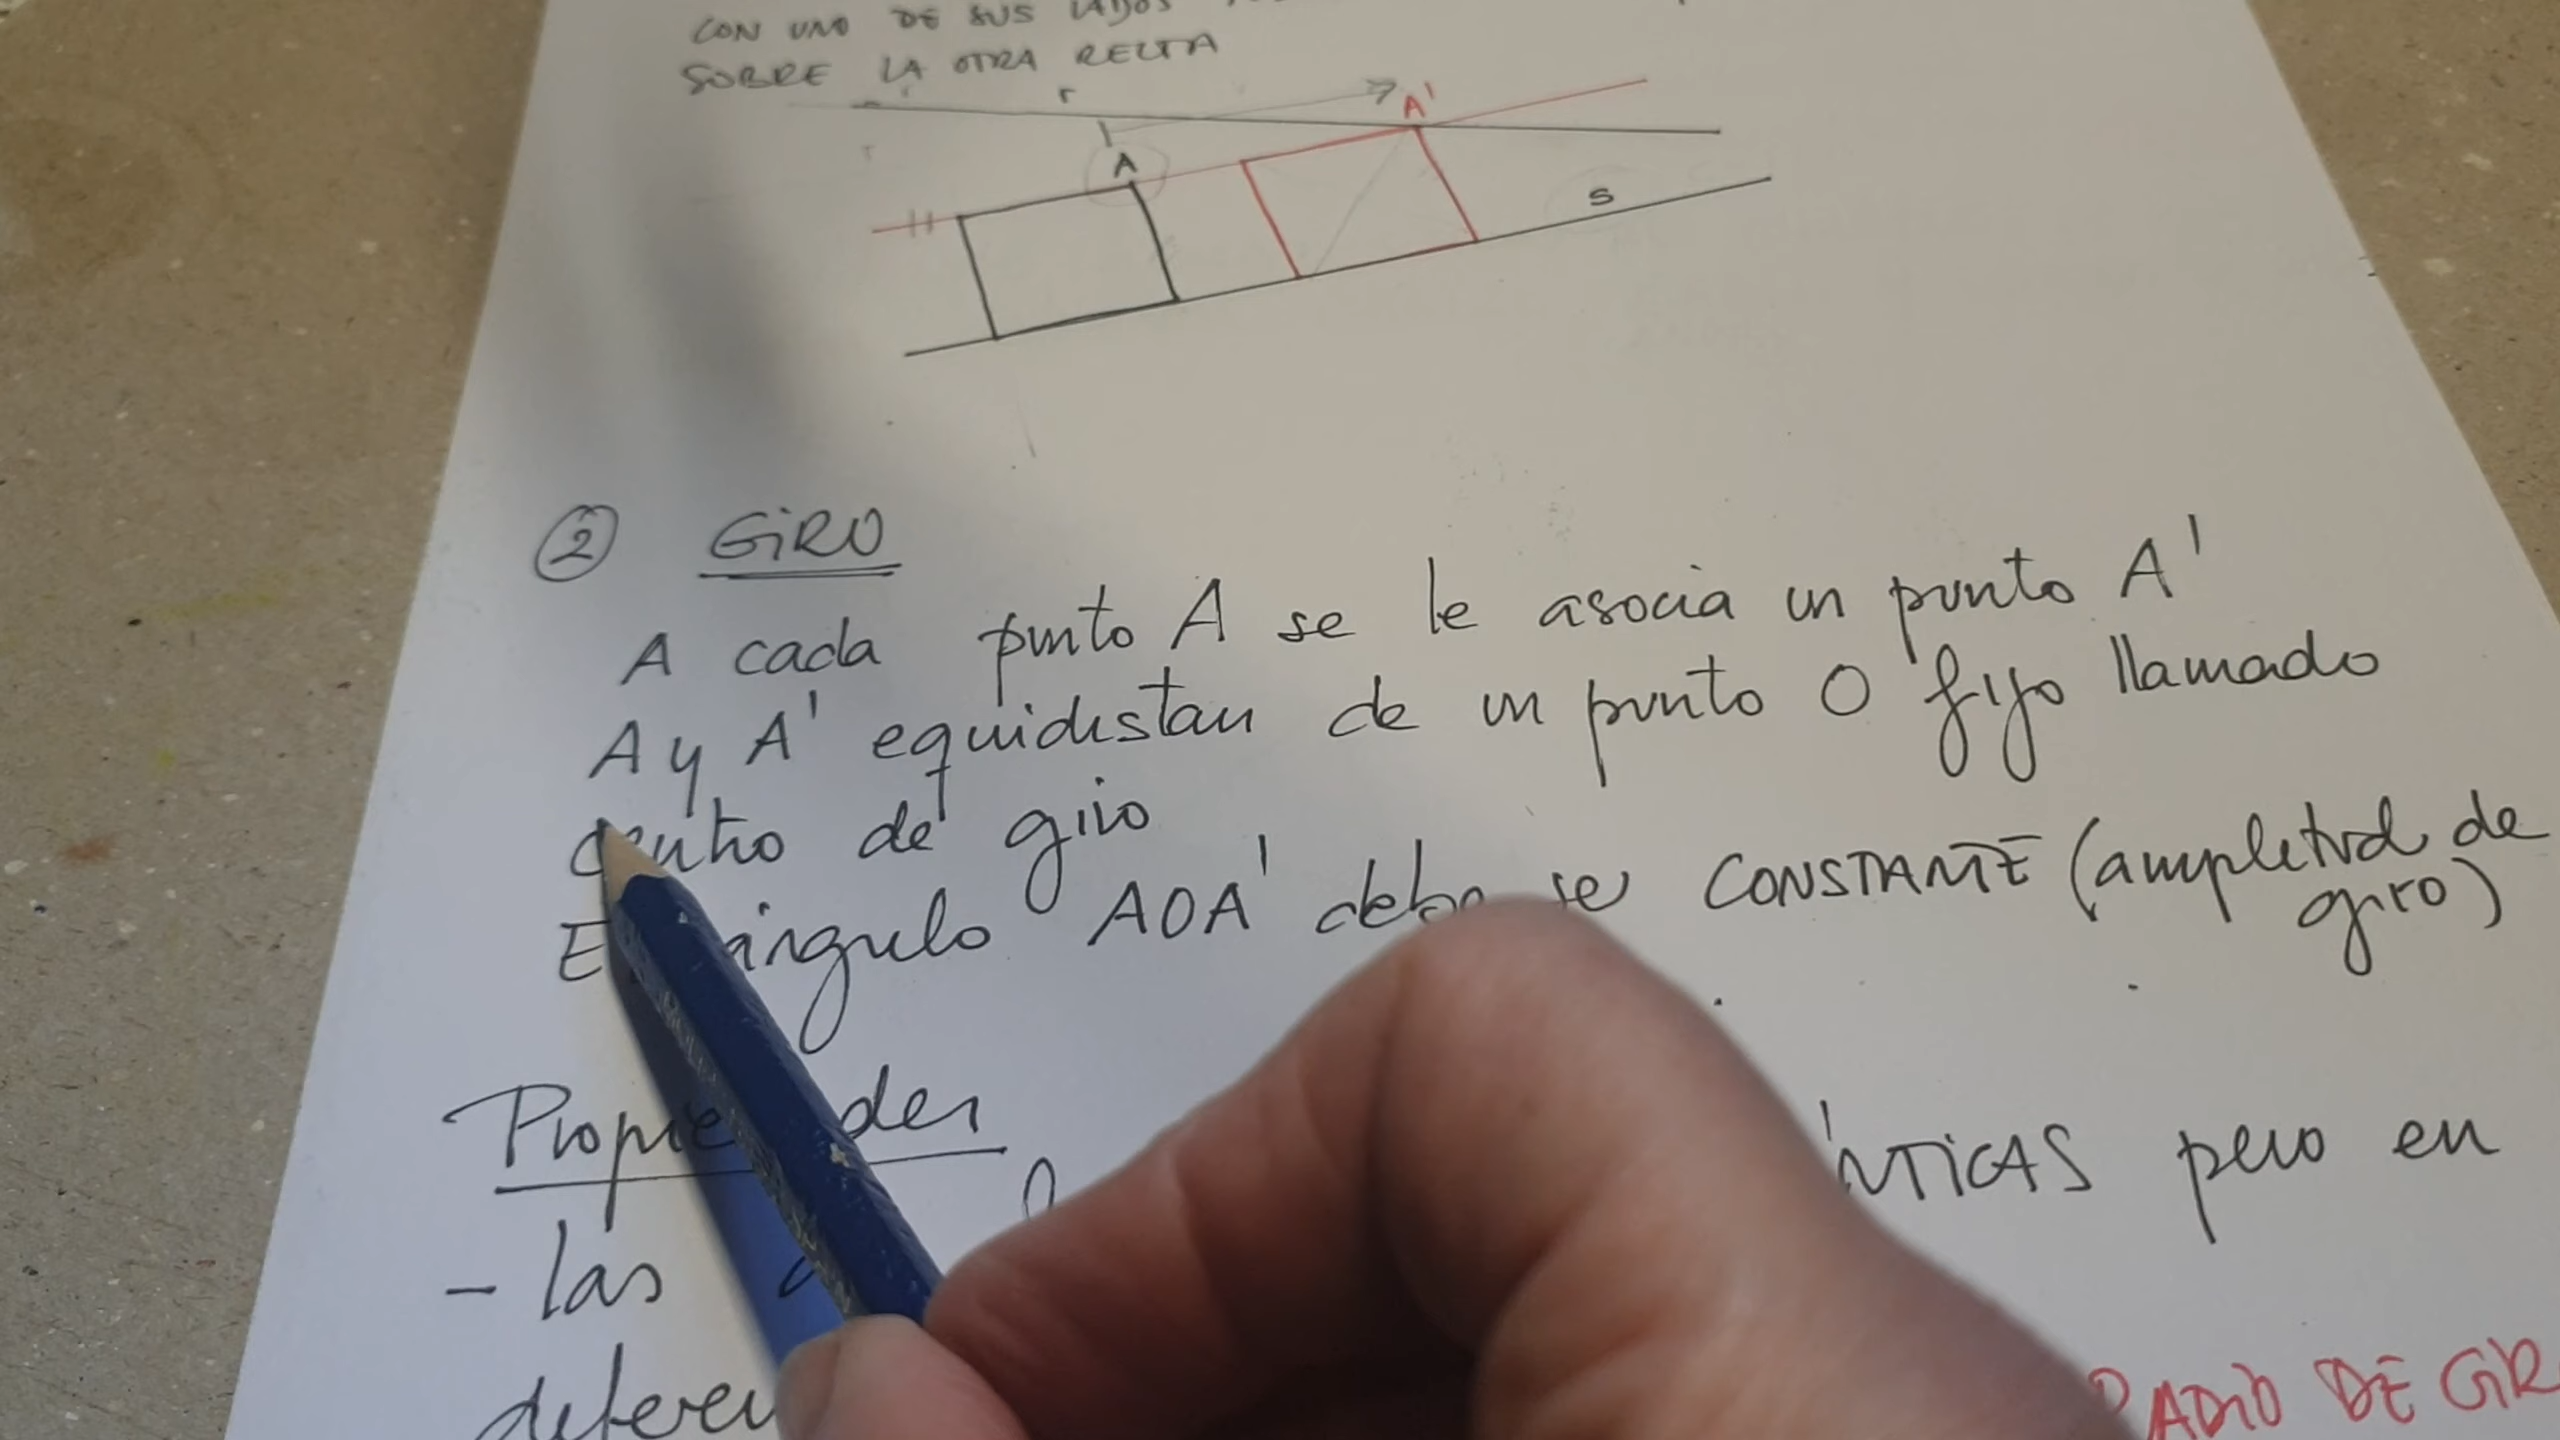 CON UNO DE SUS LADOS
SOBRE LA OTRA RECTA
r
A'
A
S
2 GiRO
A cada punto A se le asocia un punto A'
A y A' equidistan de un punto O fijo llamado
centro de giro
El ángulo AOA' debe ser CONSTANTE (amplitud de
giro)
Propiedades
pero en
- las
RADIO DE GiR